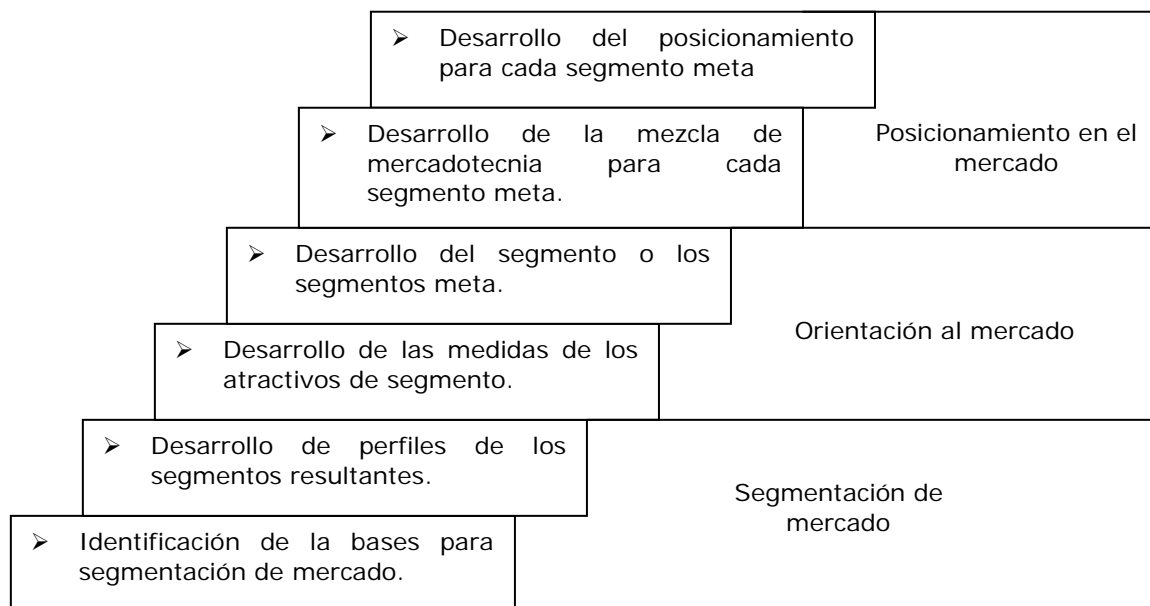 ➢ Desarrollo del posicionamiento
para cada segmento meta
➢ Desarrollo de la mezcla de
mercadotecnia para cada
segmento meta.
Posicionamiento en el
mercado
➢ Desarrollo del segmento o los
segmentos meta.
➢ Desarrollo de las medidas de los
atractivos de segmento.
Orientación al mercado
➢ Desarrollo de perfiles de los
segmentos resultantes.
➢ Identificación de la bases para
segmentación de mercado.
Segmentación de
mercado